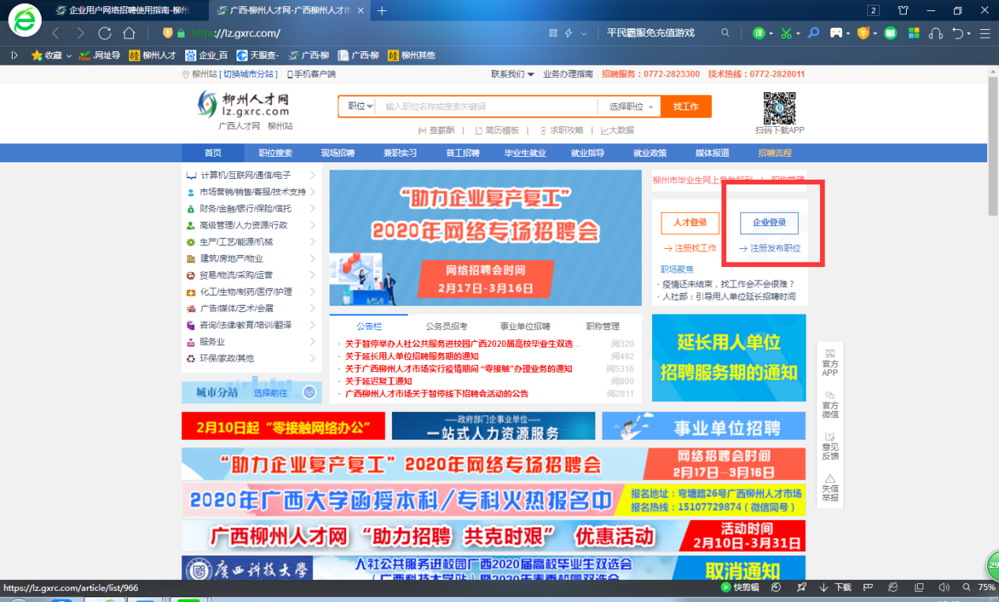 企业用户网络招聘使用指南-柳州
广西-柳州人才网-广西柳州人才市
2
https://lz.gxrc.com/
平民霸服免充值游戏
收藏
网址导
柳州人才
企业_百
天眼查-
广西-柳
广西-柳
柳州其他
柳州站 [ 切换城市分站 ] 手机客户端
联系我们 业务办理指南 招聘服务：0772-2823300 技术热线：0772-2828011
柳州人才网
lz.gxrc.com
广西人才网 柳州站
职位 输入职位名称或搜索关键词 选择职位 找工作
查薪酬 | 简历模板 | 求职攻略 | 大数据
扫码下载APP
首页 职位搜索 现场招聘 兼职实习 普工招聘 毕业生就业 就业指导 就业政策 媒体报道 招聘流程
计算机/互联网/通信/电子
市场营销/销售/客服/技术支持
财务/金融/银行/保险/信托
高级管理/人力资源/行政
生产/工艺/能源/机械
建筑/房地产/物业
贸易/物流/采购/运营
化工/生物/制药/医疗/护理
广告/媒体/艺术/会展
咨询/法律/教育/培训/翻译
服务业
环保/家政/其他
城市分站 选择前往
“助力企业复产复工”
2020年网络专场招聘会
网络招聘会时间
2月17日-3月16日
柳州市毕业生网上自助报到 | 职称管理
人才登录
注册找工作
企业登录
注册发布职位
职场聚焦
· 疫情还未结束，找工作会不会很难？
· 人社部：引导用人单位延长招聘时间
公告栏 公务员招考 事业单位招聘 职称管理
· 关于暂停举办人社公共服务进校园广西2020届高校毕业生双选... 阅320
· 关于延长用人单位招聘服务期的通知 阅492
· 关于广西柳州人才市场实行疫情期间 “零接触”办理业务的通知 阅5316
· 关于延迟复工通知 阅800
· 广西柳州人才市场关于暂停线下招聘会活动的公告 阅2811
延长用人单位
招聘服务期的通知
官方
APP
官方
微信
意见
反馈
失信
举报
2月10日起“零接触网络办公”
——政府部门企事业单位——
一站式人力资源服务
事业单位招聘
“助力企业复产复工”2020年网络专场招聘会
网络招聘会时间
2月17日—3月16日
2020年广西大学函授本科/专科火热报名中
报名地址：弯塘路26号广西柳州人才市场
报名热线：15107729874（微信同号）
广西柳州人才网 “助力招聘 共克时艰” 优惠活动
活动时间
2月10日-3月31日
广西科技大学
人社公共服务进校园广西2020届高校毕业生双选会
（广西科技大学站）暨2020年春季校园双选会
取消通知
29
https://lz.gxrc.com/article/list/966
快剪辑
下载
75%